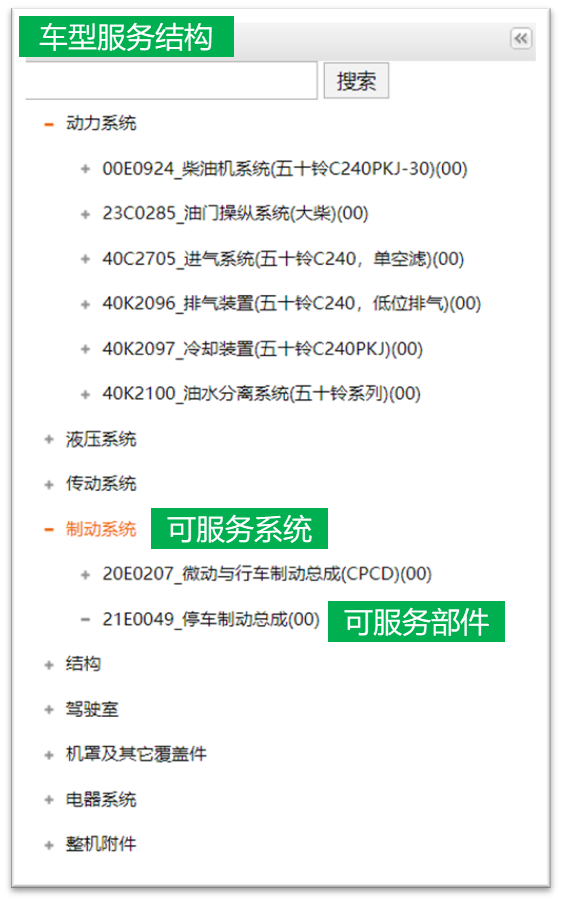 车型服务结构
搜索
动力系统
00E0924_柴油机系统(五十铃C240PKJ-30)(00)
23C0285_油门操纵系统(大柴)(00)
40C2705_进气系统(五十铃C240，单空滤)(00)
40K2096_排气装置(五十铃C240，低位排气)(00)
40K2097_冷却装置(五十铃C240PKJ)(00)
40K2100_油水分离系统(五十铃系列)(00)
液压系统
传动系统
制动系统 可服务系统
20E0207_微动与行车制动总成(CPCD)(00)
21E0049_停车制动总成(00) 可服务部件
结构
驾驶室
机罩及其它覆盖件
电器系统
整机附件